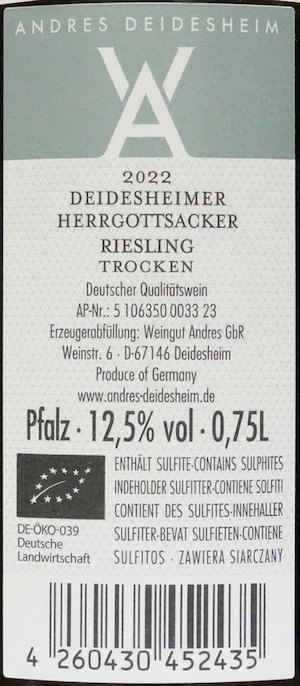 ANDRES DEIDESHEIM
WA
2022
DEIDESHEIMER
HERRGOTTSACKER
RIESLING
TROCKEN
Deutscher Qualitätswein
AP-Nr.: 5 106350 0033 23
Erzeugerabfüllung: Weingut Andres GbR
Weinstr. 6 · D-67146 Deidesheim
Produce of Germany
www.andres-deidesheim.de
Pfalz · 12,5% vol · 0,75L
ENTHÄLT SULFITE-CONTAINS SULPHITES
INDEHOLDER SULFITTER-CONTIENE SOLFITI
CONTIENT DES SULFITES-INNEHALLER
SULFITER-BEVAT SULFIETEN-CONTIENE
SULFITOS · ZAWIERA SIARCZANY
DE-ÖKO-039
Deutsche
Landwirtschaft
4 260430 452435